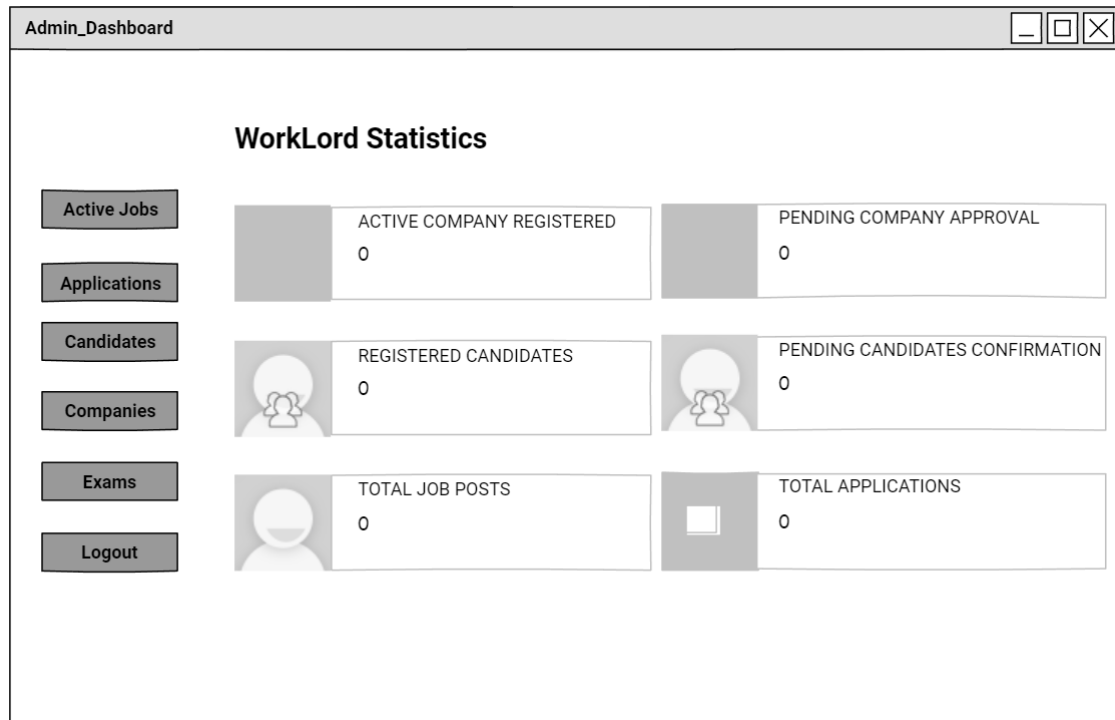 Admin_Dashboard
WorkLord Statistics
Active Jobs
Applications
Candidates
Companies
Exams
Logout
ACTIVE COMPANY REGISTERED
0
PENDING COMPANY APPROVAL
0
REGISTERED CANDIDATES
0
PENDING CANDIDATES CONFIRMATION
0
TOTAL JOB POSTS
0
TOTAL APPLICATIONS
0